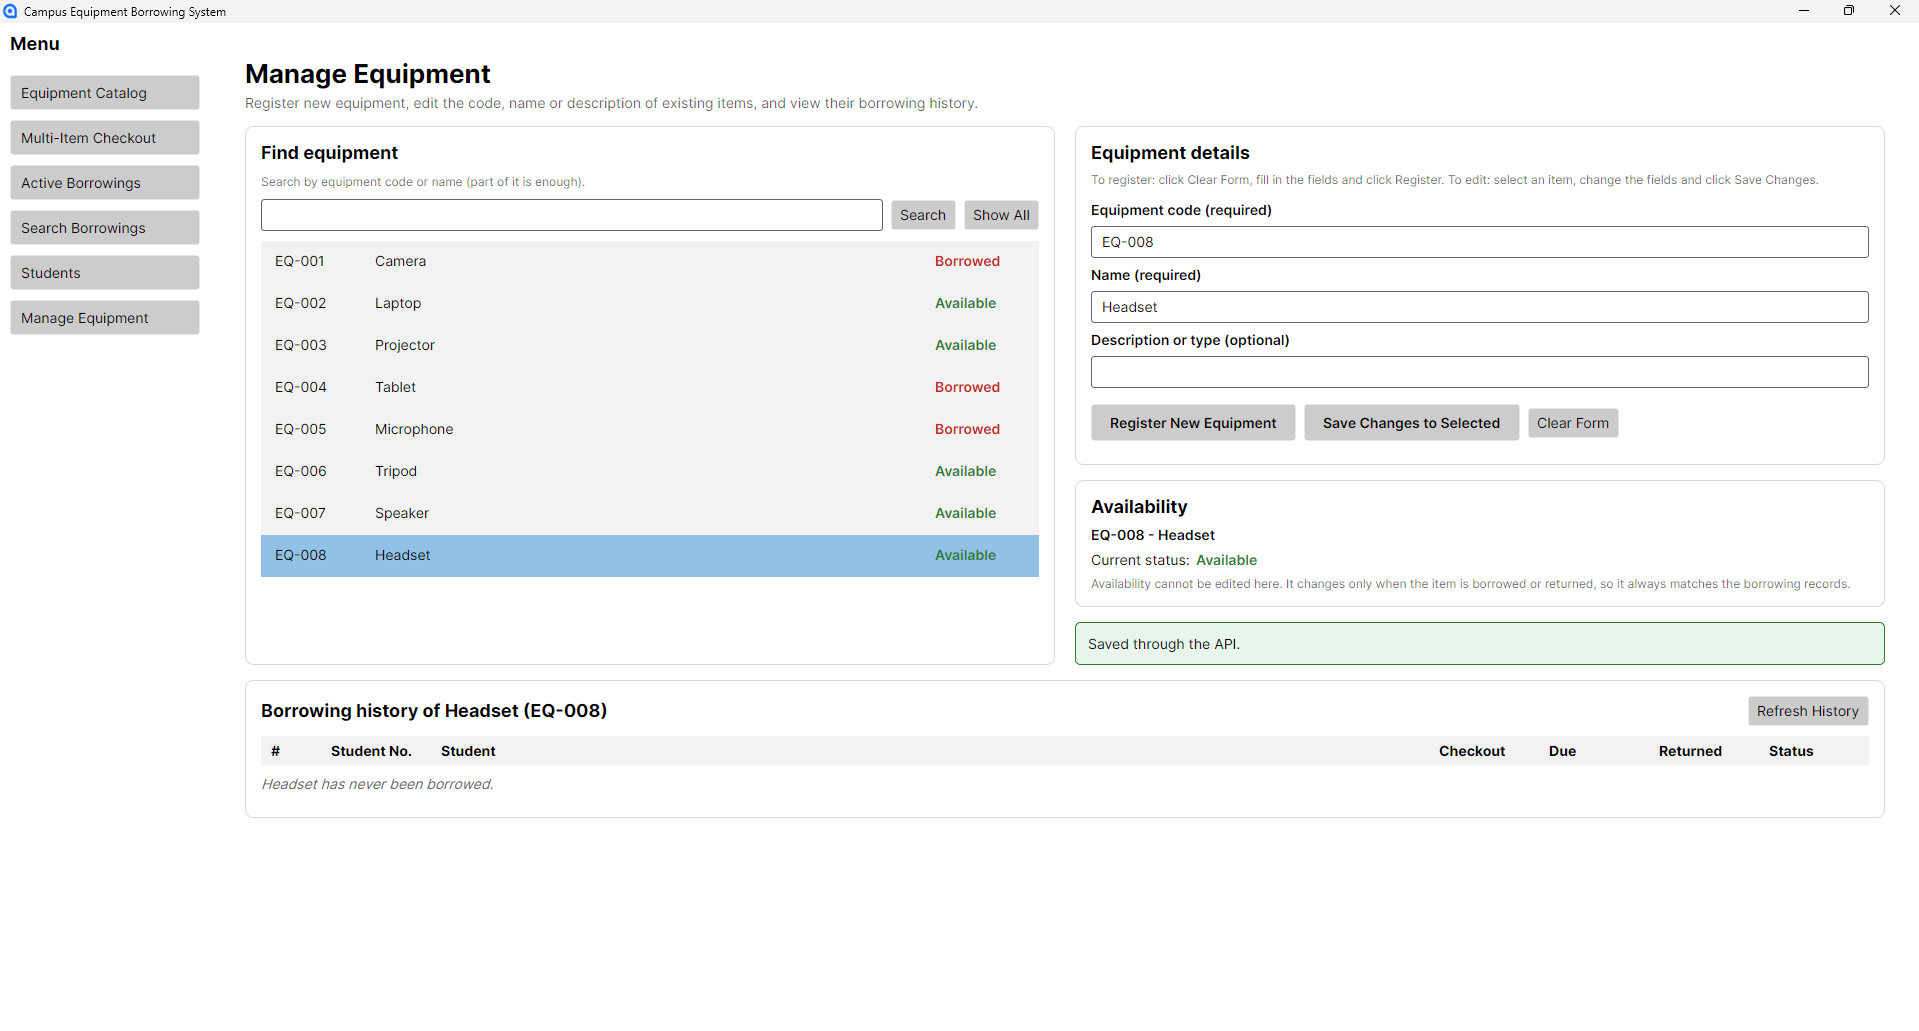 Campus Equipment Borrowing System
Menu
Equipment Catalog
Multi-Item Checkout
Active Borrowings
Search Borrowings
Students
Manage Equipment
Manage Equipment
Register new equipment, edit the code, name or description of existing items, and view their borrowing history.
Find equipment
Search by equipment code or name (part of it is enough).
Search Show All
EQ-001 Camera Borrowed
EQ-002 Laptop Available
EQ-003 Projector Available
EQ-004 Tablet Borrowed
EQ-005 Microphone Borrowed
EQ-006 Tripod Available
EQ-007 Speaker Available
EQ-008 Headset Available
Equipment details
To register: click Clear Form, fill in the fields and click Register. To edit: select an item, change the fields and click Save Changes.
Equipment code (required)
EQ-008
Name (required)
Headset
Description or type (optional)
Register New Equipment Save Changes to Selected Clear Form
Availability
EQ-008 - Headset
Current status: Available
Availability cannot be edited here. It changes only when the item is borrowed or returned, so it always matches the borrowing records.
Saved through the API.
Borrowing history of Headset (EQ-008)
Refresh History
# Student No. Student Checkout Due Returned Status
Headset has never been borrowed.